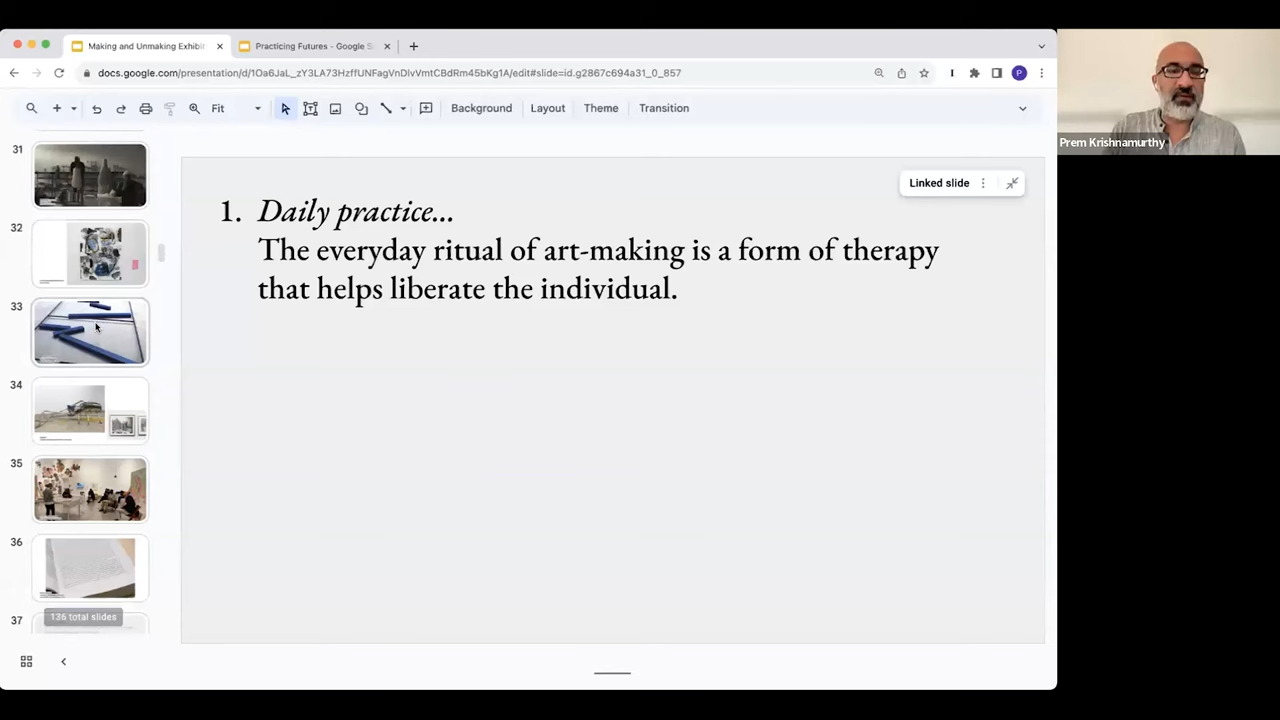 Making and Unmaking Exhibit
Practicing Futures - Google S
docs.google.com/presentation/d/1Oa6JaL_zY3LA73HzffUNFagVnDlvVmtCBdRm45bKg1A/edit#slide=id.g2867c694a31_0_857
P
Fit
Background
Layout
Theme
Transition
Prem Krishnamurthy
31
32
33
34
35
36
37
136 total slides
Linked slide
1. Daily practice...
The everyday ritual of art-making is a form of therapy
that helps liberate the individual.